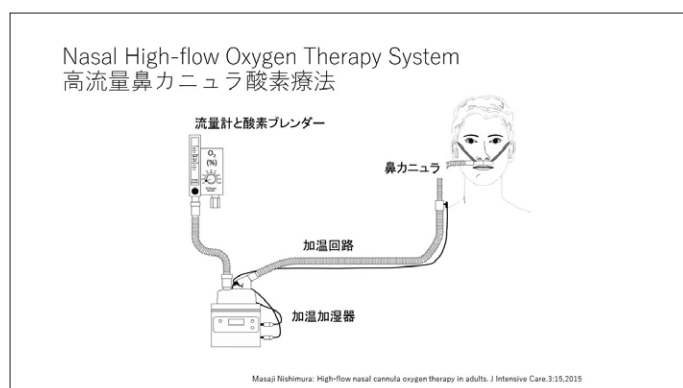 Nasal High-flow Oxygen Therapy System
高流量鼻カニュラ酸素療法
流量計と酸素ブレンダー
O₂
(%)
鼻カニュラ
加温回路
加温加湿器
Masaji Nishimura: High-flow nasal cannula oxygen therapy in adults. J Intensive Care.3:15,2015